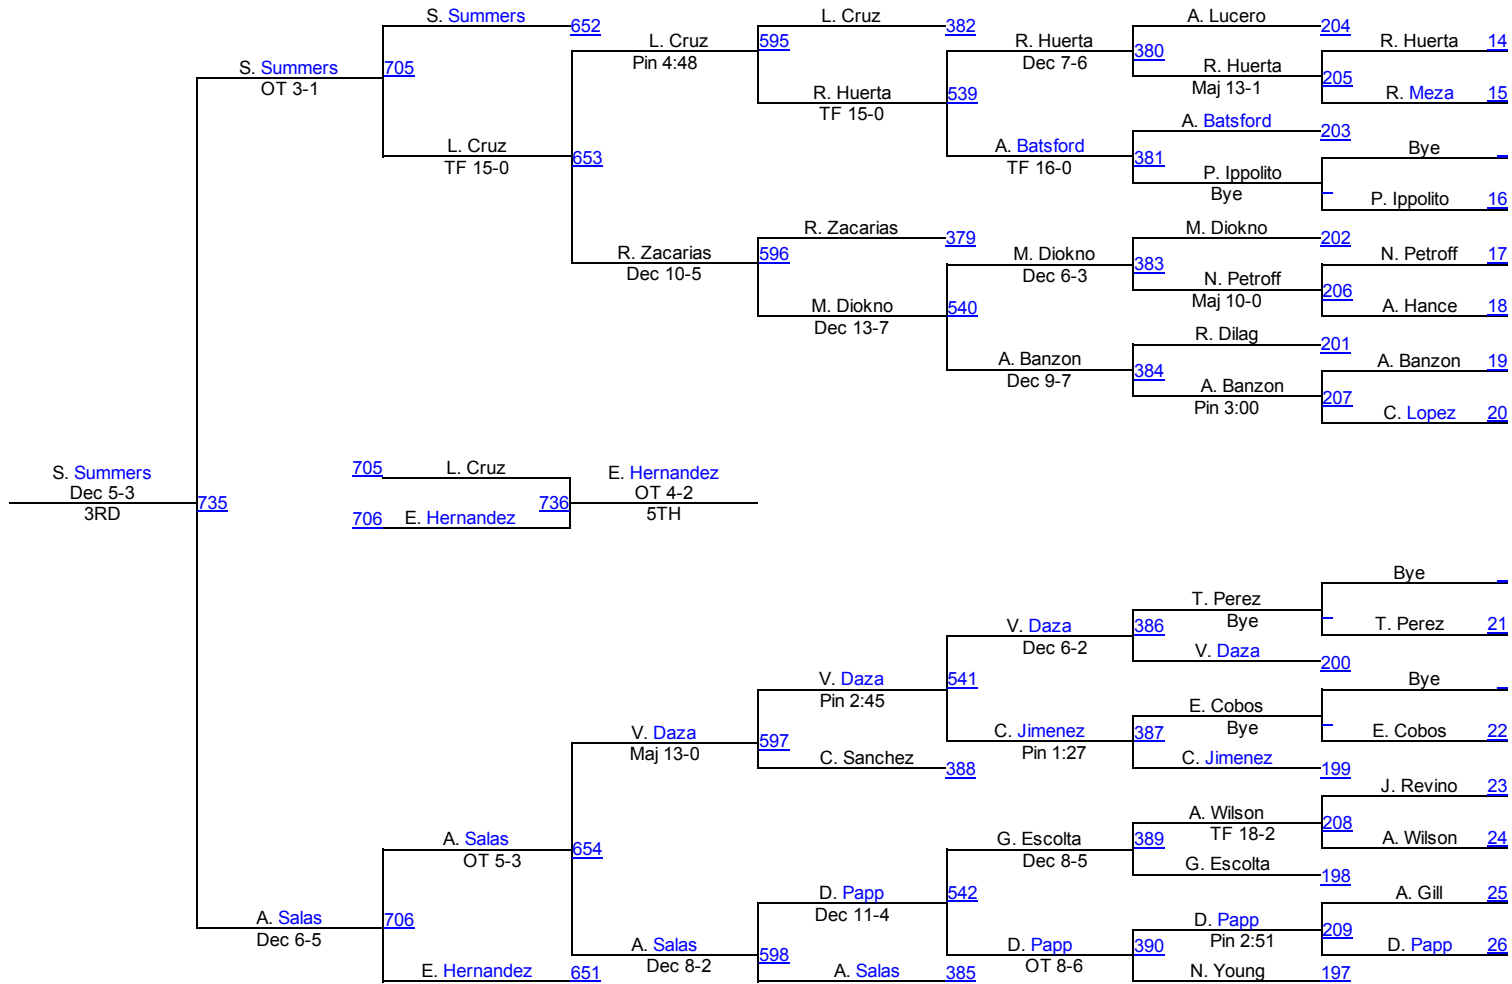 S. Summers 652
L. Cruz 382
A. Lucero 204
L. Cruz 595
Pin 4:48
R. Huerta 380
Dec 7-6
R. Huerta 14
S. Summers 705
OT 3-1
R. Huerta 205
Maj 13-1
R. Huerta 539
TF 15-0
R. Meza 15
A. Batsford 203
L. Cruz 653
TF 15-0
A. Batsford 381
TF 16-0
Bye
P. Ippolito
Bye
P. Ippolito 16
R. Zacarias 379
M. Diokno 202
R. Zacarias 596
Dec 10-5
M. Diokno 383
Dec 6-3
N. Petroff 17
N. Petroff 206
Maj 10-0
M. Diokno 540
Dec 13-7
A. Hance 18
R. Dilag 201
A. Banzon 384
Dec 9-7
A. Banzon 19
A. Banzon 207
Pin 3:00
C. Lopez 20
S. Summers
Dec 5-3
3RD
735
705 L. Cruz
706 E. Hernandez
736
E. Hernandez
OT 4-2
5TH
Bye
T. Perez
Bye
T. Perez 21
V. Daza 386
Dec 6-2
V. Daza 200
V. Daza 541
Pin 2:45
Bye
E. Cobos
Bye
E. Cobos 22
V. Daza 597
Maj 13-0
C. Jimenez 387
Pin 1:27
C. Sanchez 388
C. Jimenez 199
J. Revino 23
A. Wilson 208
TF 18-2
A. Salas 654
OT 5-3
G. Escolta 389
Dec 8-5
A. Wilson 24
G. Escolta 198
D. Papp 542
Dec 11-4
A. Gill 25
A. Salas 706
Dec 6-5
D. Papp 209
Pin 2:51
A. Salas 598
Dec 8-2
D. Papp 390
OT 8-6
D. Papp 26
E. Hernandez 651
A. Salas 385
N. Young 197